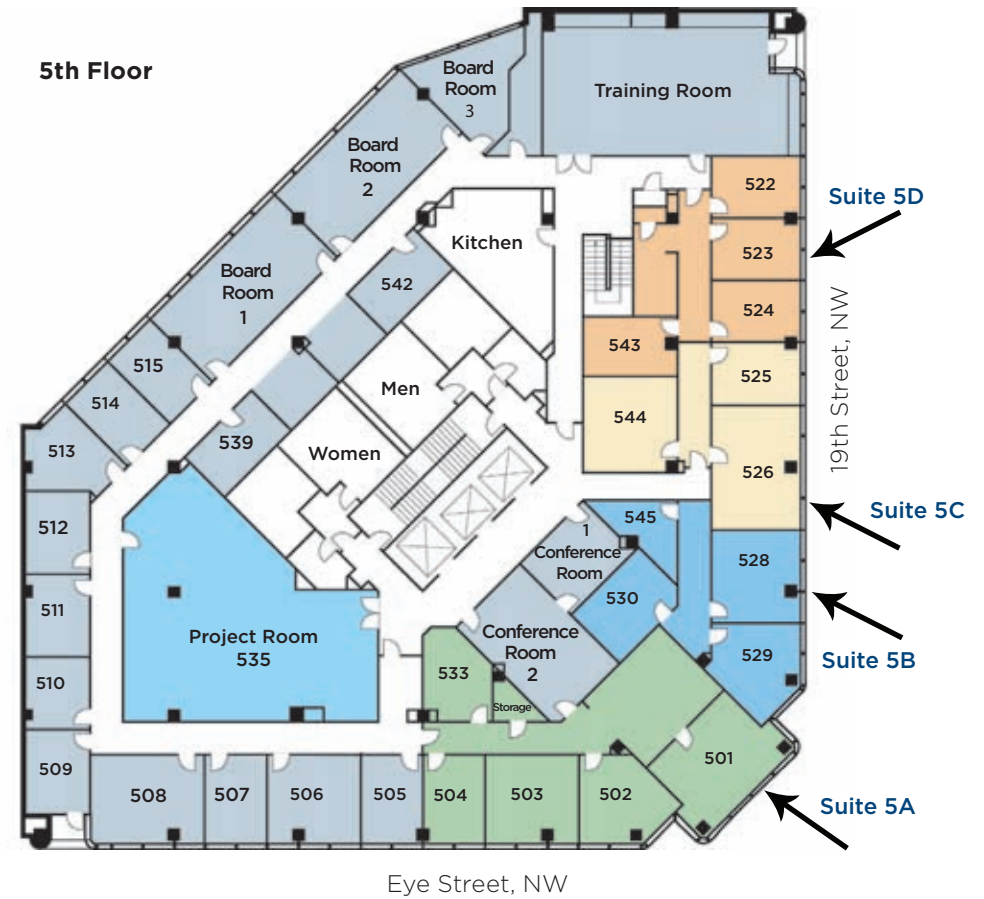 5th Floor
Board
Room
3
Training Room
Board
Room
2
522
Suite 5D
Kitchen
523
542
Board
Room
1
524
19th Street, NW
543
515
525
Men
514
544
539
513
Women
526
Suite 5C
512
545
1
Conference
Room
528
530
511
Project Room
535
Conference
Room
2
529
Suite 5B
533
510
Storage
501
509
508
507
506
505
504
503
502
Suite 5A
Eye Street, NW